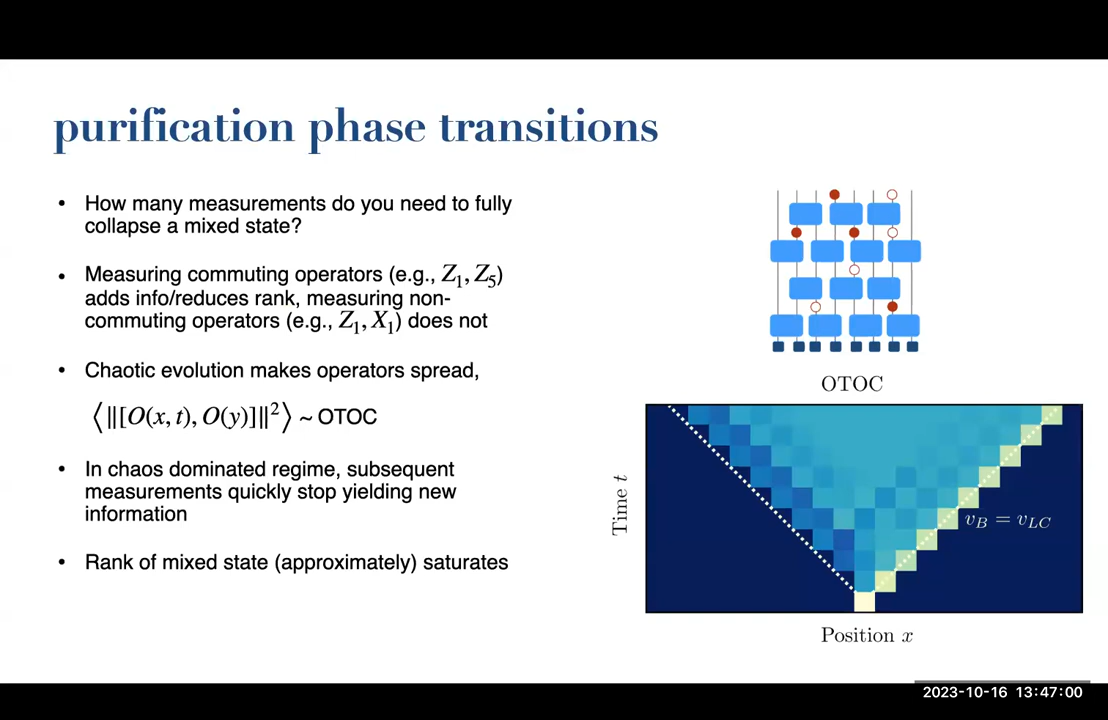 purification phase transitions
• How many measurements do you need to fully
collapse a mixed state?
• Measuring commuting operators (e.g., Z₁, Z₅)
adds info/reduces rank, measuring non-
commuting operators (e.g., Z₁, X₁) does not
• Chaotic evolution makes operators spread,
⟨‖[O(x, t), O(y)]‖²⟩ ~ OTOC
• In chaos dominated regime, subsequent
measurements quickly stop yielding new
information
• Rank of mixed state (approximately) saturates
OTOC
Time t
v_B = v_{LC}
Position x
2023-10-16 13:47:00